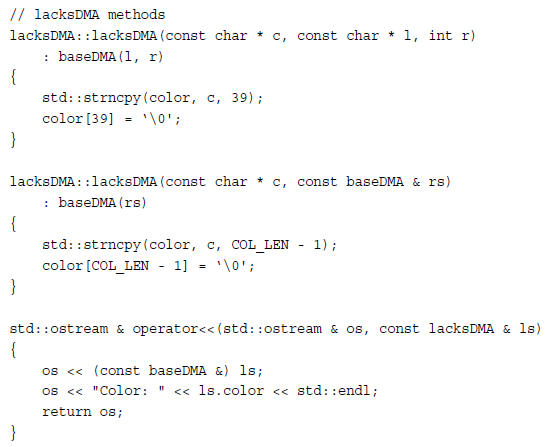 // lacksDMA methods
lacksDMA::lacksDMA(const char * c, const char * l, int r)
    : baseDMA(l, r)
{
    std::strncpy(color, c, 39);
    color[39] = ‘\0';
}

lacksDMA::lacksDMA(const char * c, const baseDMA & rs)
    : baseDMA(rs)
{
    std::strncpy(color, c, COL_LEN - 1);
    color[COL_LEN - 1] = ‘\0';
}

std::ostream & operator<<(std::ostream & os, const lacksDMA & ls)
{
    os << (const baseDMA &) ls;
    os << "Color: " << ls.color << std::endl;
    return os;
}